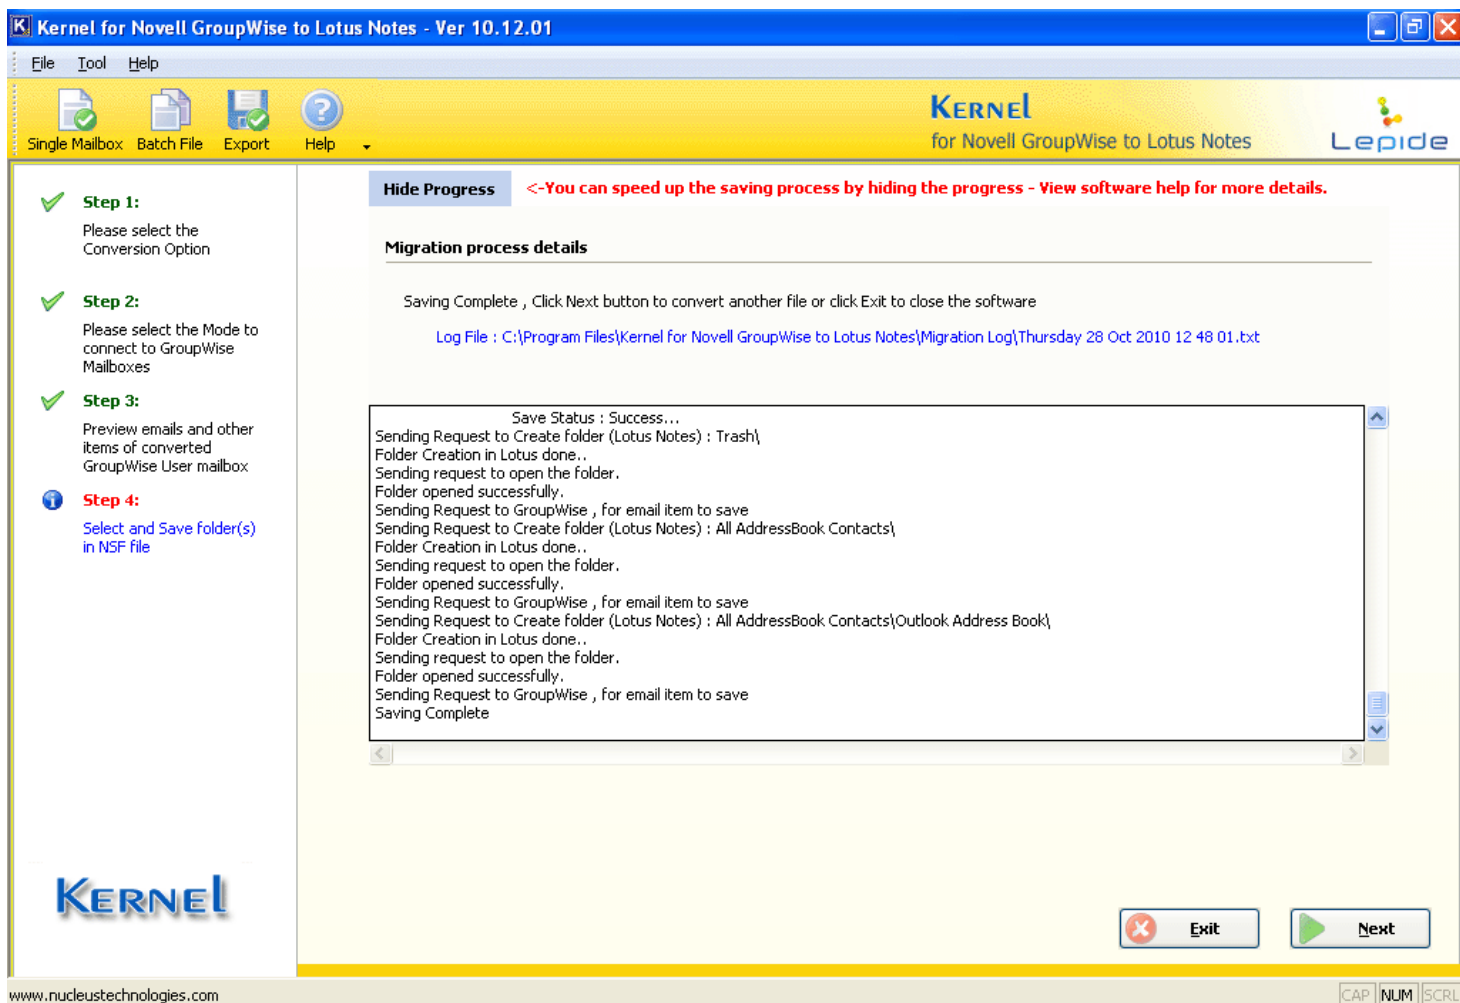 Kernel for Novell GroupWise to Lotus Notes - Ver 10.12.01
File Tool Help
Single Mailbox Batch File Export Help
KERNEL
for Novell GroupWise to Lotus Notes
Lepide
Step 1:
Please select the
Conversion Option
Step 2:
Please select the Mode to
connect to GroupWise
Mailboxes
Step 3:
Preview emails and other
items of converted
GroupWise User mailbox
Step 4:
Select and Save folder(s)
in NSF file
KERNEL
Hide Progress <-You can speed up the saving process by hiding the progress - View software help for more details.
Migration process details
Saving Complete , Click Next button to convert another file or click Exit to close the software
Log File : C:\Program Files\Kernel for Novell GroupWise to Lotus Notes\Migration Log\Thursday 28 Oct 2010 12 48 01.txt
Save Status : Success...
Sending Request to Create folder (Lotus Notes) : Trash\
Folder Creation in Lotus done..
Sending request to open the folder.
Folder opened successfully.
Sending Request to GroupWise , for email item to save
Sending Request to Create folder (Lotus Notes) : All AddressBook Contacts\
Folder Creation in Lotus done..
Sending request to open the folder.
Folder opened successfully.
Sending Request to GroupWise , for email item to save
Sending Request to Create folder (Lotus Notes) : All AddressBook Contacts\Outlook Address Book\
Folder Creation in Lotus done..
Sending request to open the folder.
Folder opened successfully.
Sending Request to GroupWise , for email item to save
Saving Complete
Exit Next
www.nucleustechnologies.com
CAP NUM SCRL